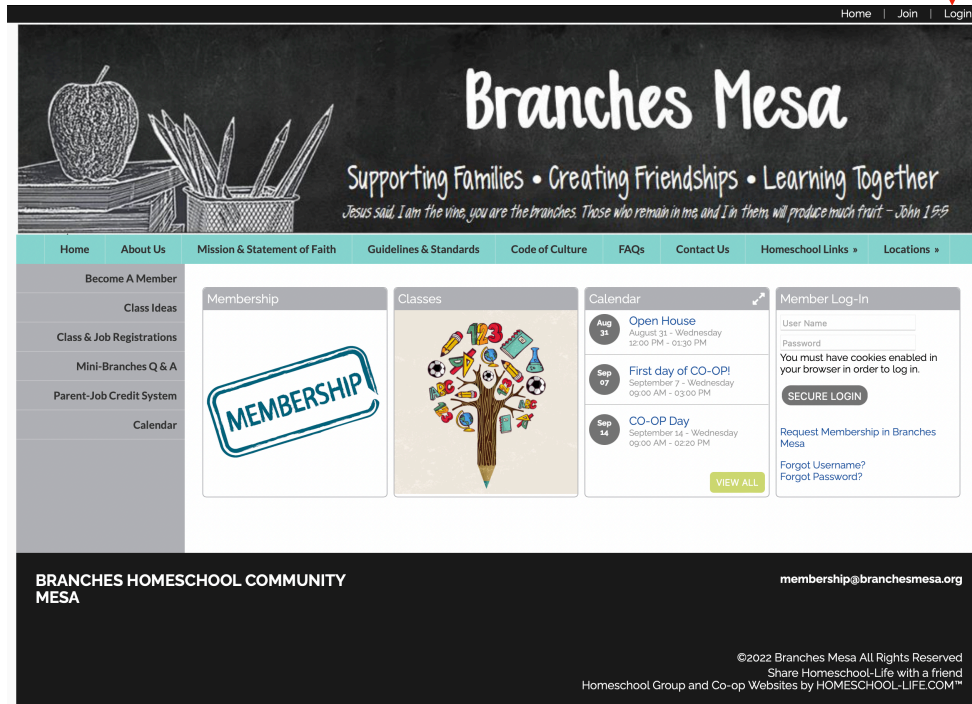 Home | Join | Login
Branches Mesa
Supporting Families • Creating Friendships • Learning Together
Jesus said, I am the vine, you are the branches. Those who remain in me, and I in them, will produce much fruit. – John 15:5
Home
About Us
Mission & Statement of Faith
Guidelines & Standards
Code of Culture
FAQs
Contact Us
Homeschool Links »
Locations »
Become A Member
Class Ideas
Class & Job Registrations
Mini-Branches Q & A
Parent-Job Credit System
Calendar
Membership
MEMBERSHIP
Classes
123
ABC
ABC
ABC
Calendar
Aug
31
Open House
August 31 - Wednesday
12:00 PM - 01:30 PM
Sep
07
First day of CO-OP!
September 7 - Wednesday
09:00 AM - 03:00 PM
Sep
14
CO-OP Day
September 14 - Wednesday
09:00 AM - 02:20 PM
VIEW ALL
Member Log-In
User Name
Password
You must have cookies enabled in
your browser in order to log in.
SECURE LOGIN
Request Membership in Branches
Mesa
Forgot Username?
Forgot Password?
BRANCHES HOMESCHOOL COMMUNITY
MESA
membership@branchesmesa.org
©2022 Branches Mesa All Rights Reserved
Share Homeschool-Life with a friend
Homeschool Group and Co-op Websites by HOMESCHOOL-LIFE.COM™